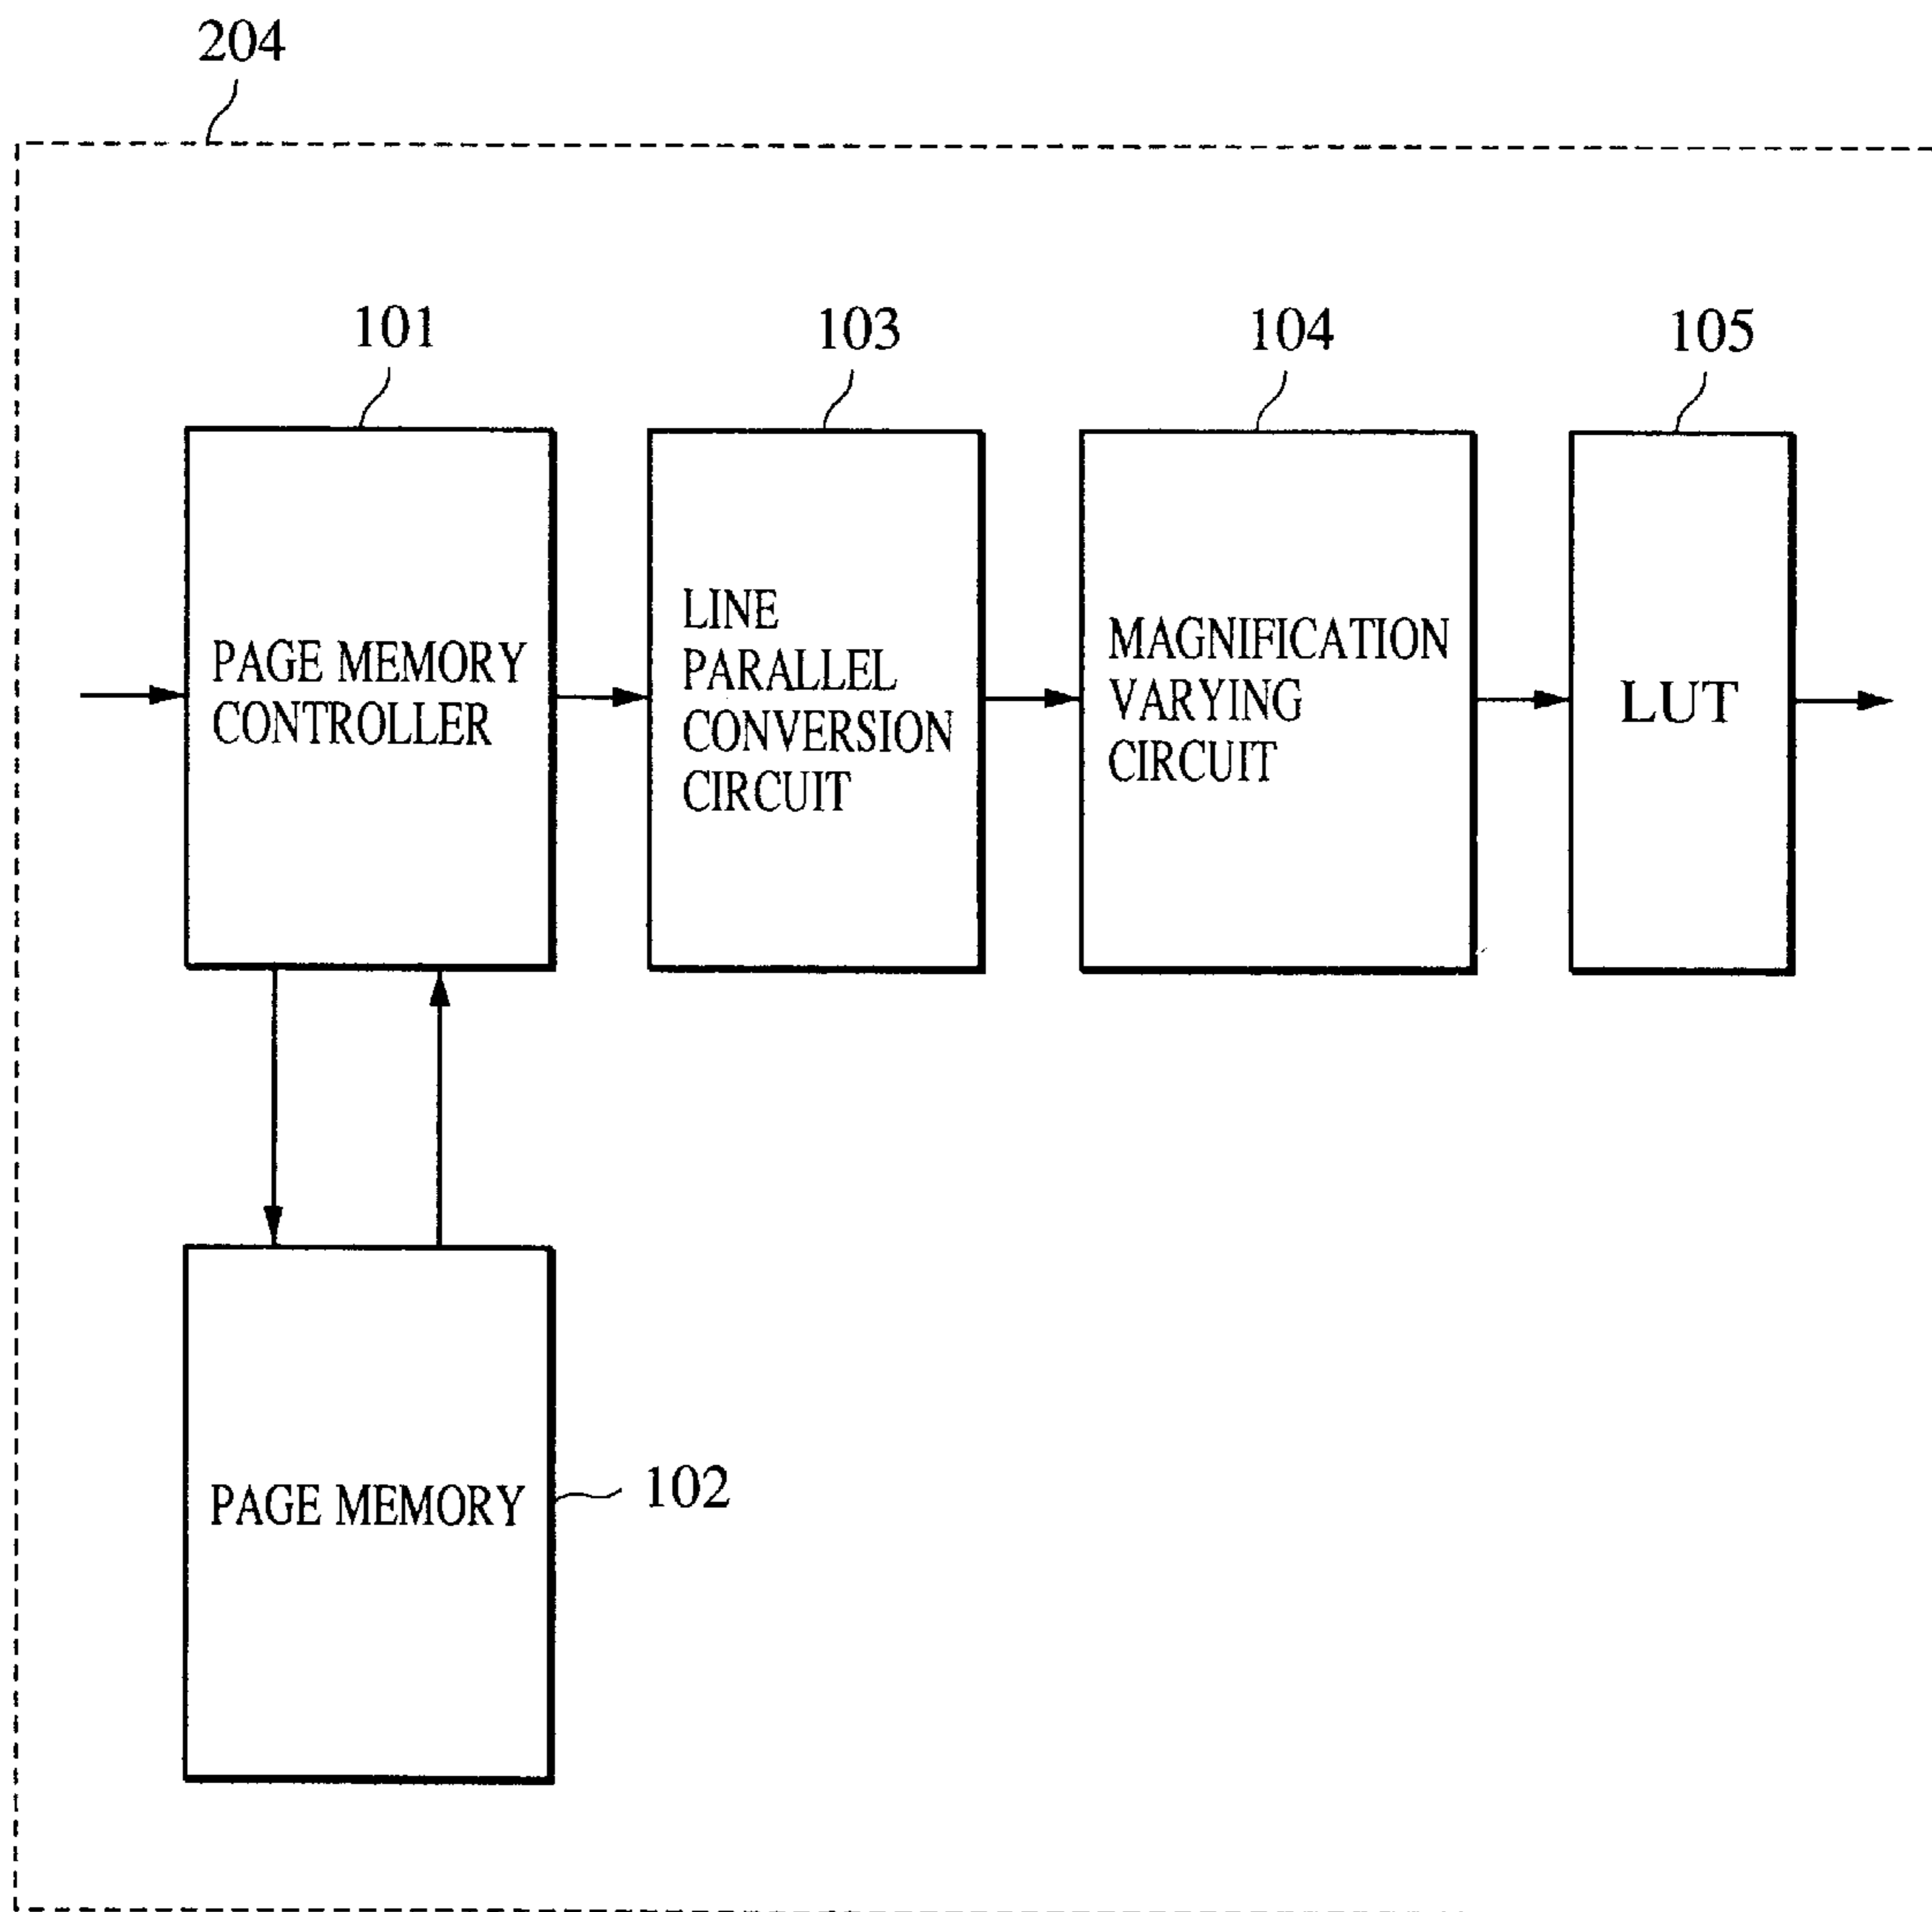 204
101
103
104
105
PAGE MEMORY
CONTROLLER
LINE
PARALLEL
CONVERSION
CIRCUIT
MAGNIFICATION
VARYING
CIRCUIT
LUT
PAGE MEMORY
102